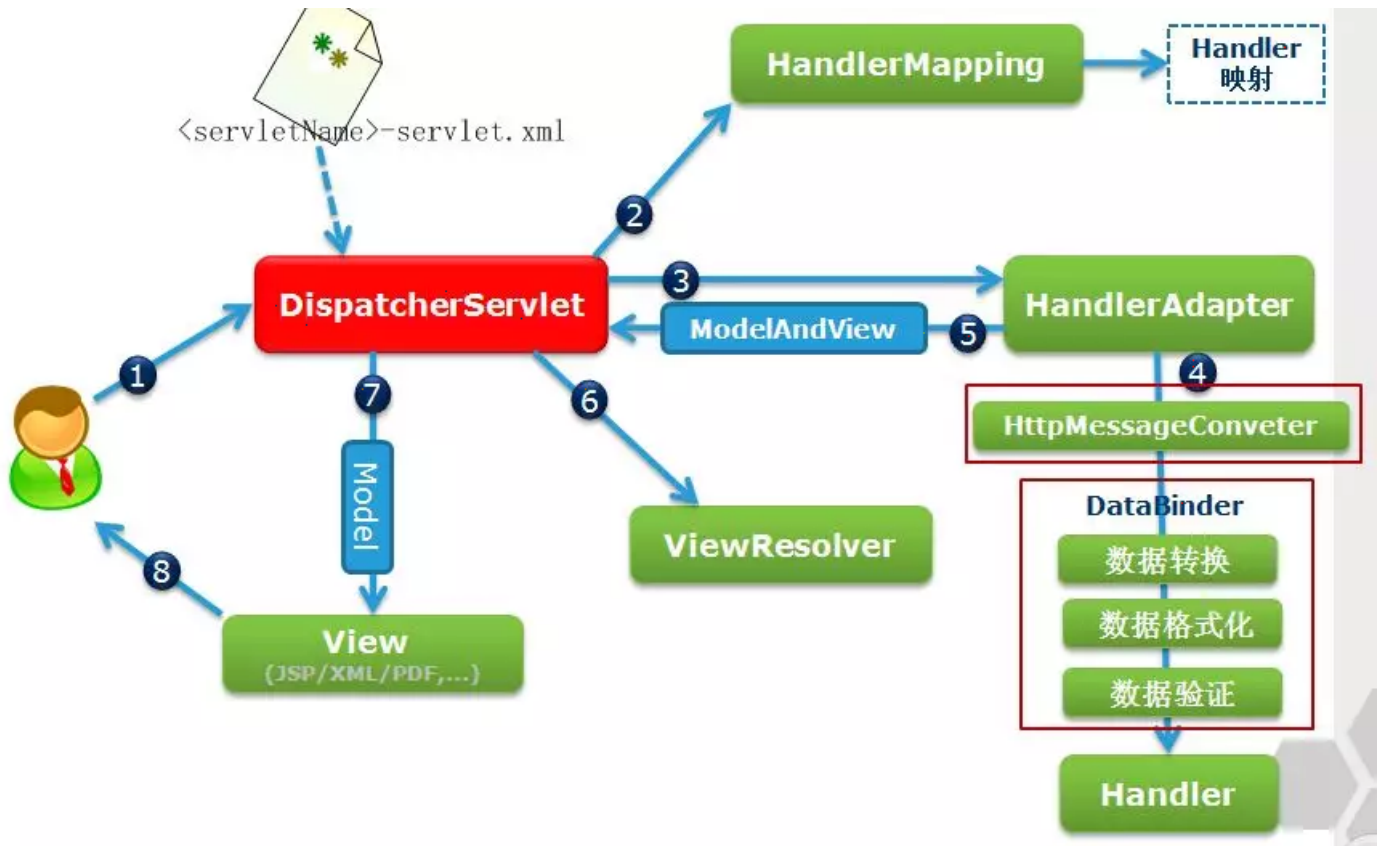 <servletName>-servlet.xml
HandlerMapping
Handler
映射
2
DispatcherServlet
3
HandlerAdapter
ModelAndView
5
1
7
6
4
HttpMessageConveter
Model
DataBinder
ViewResolver
数据转换
8
数据格式化
View
(JSP/XML/PDF,...)
数据验证
Handler